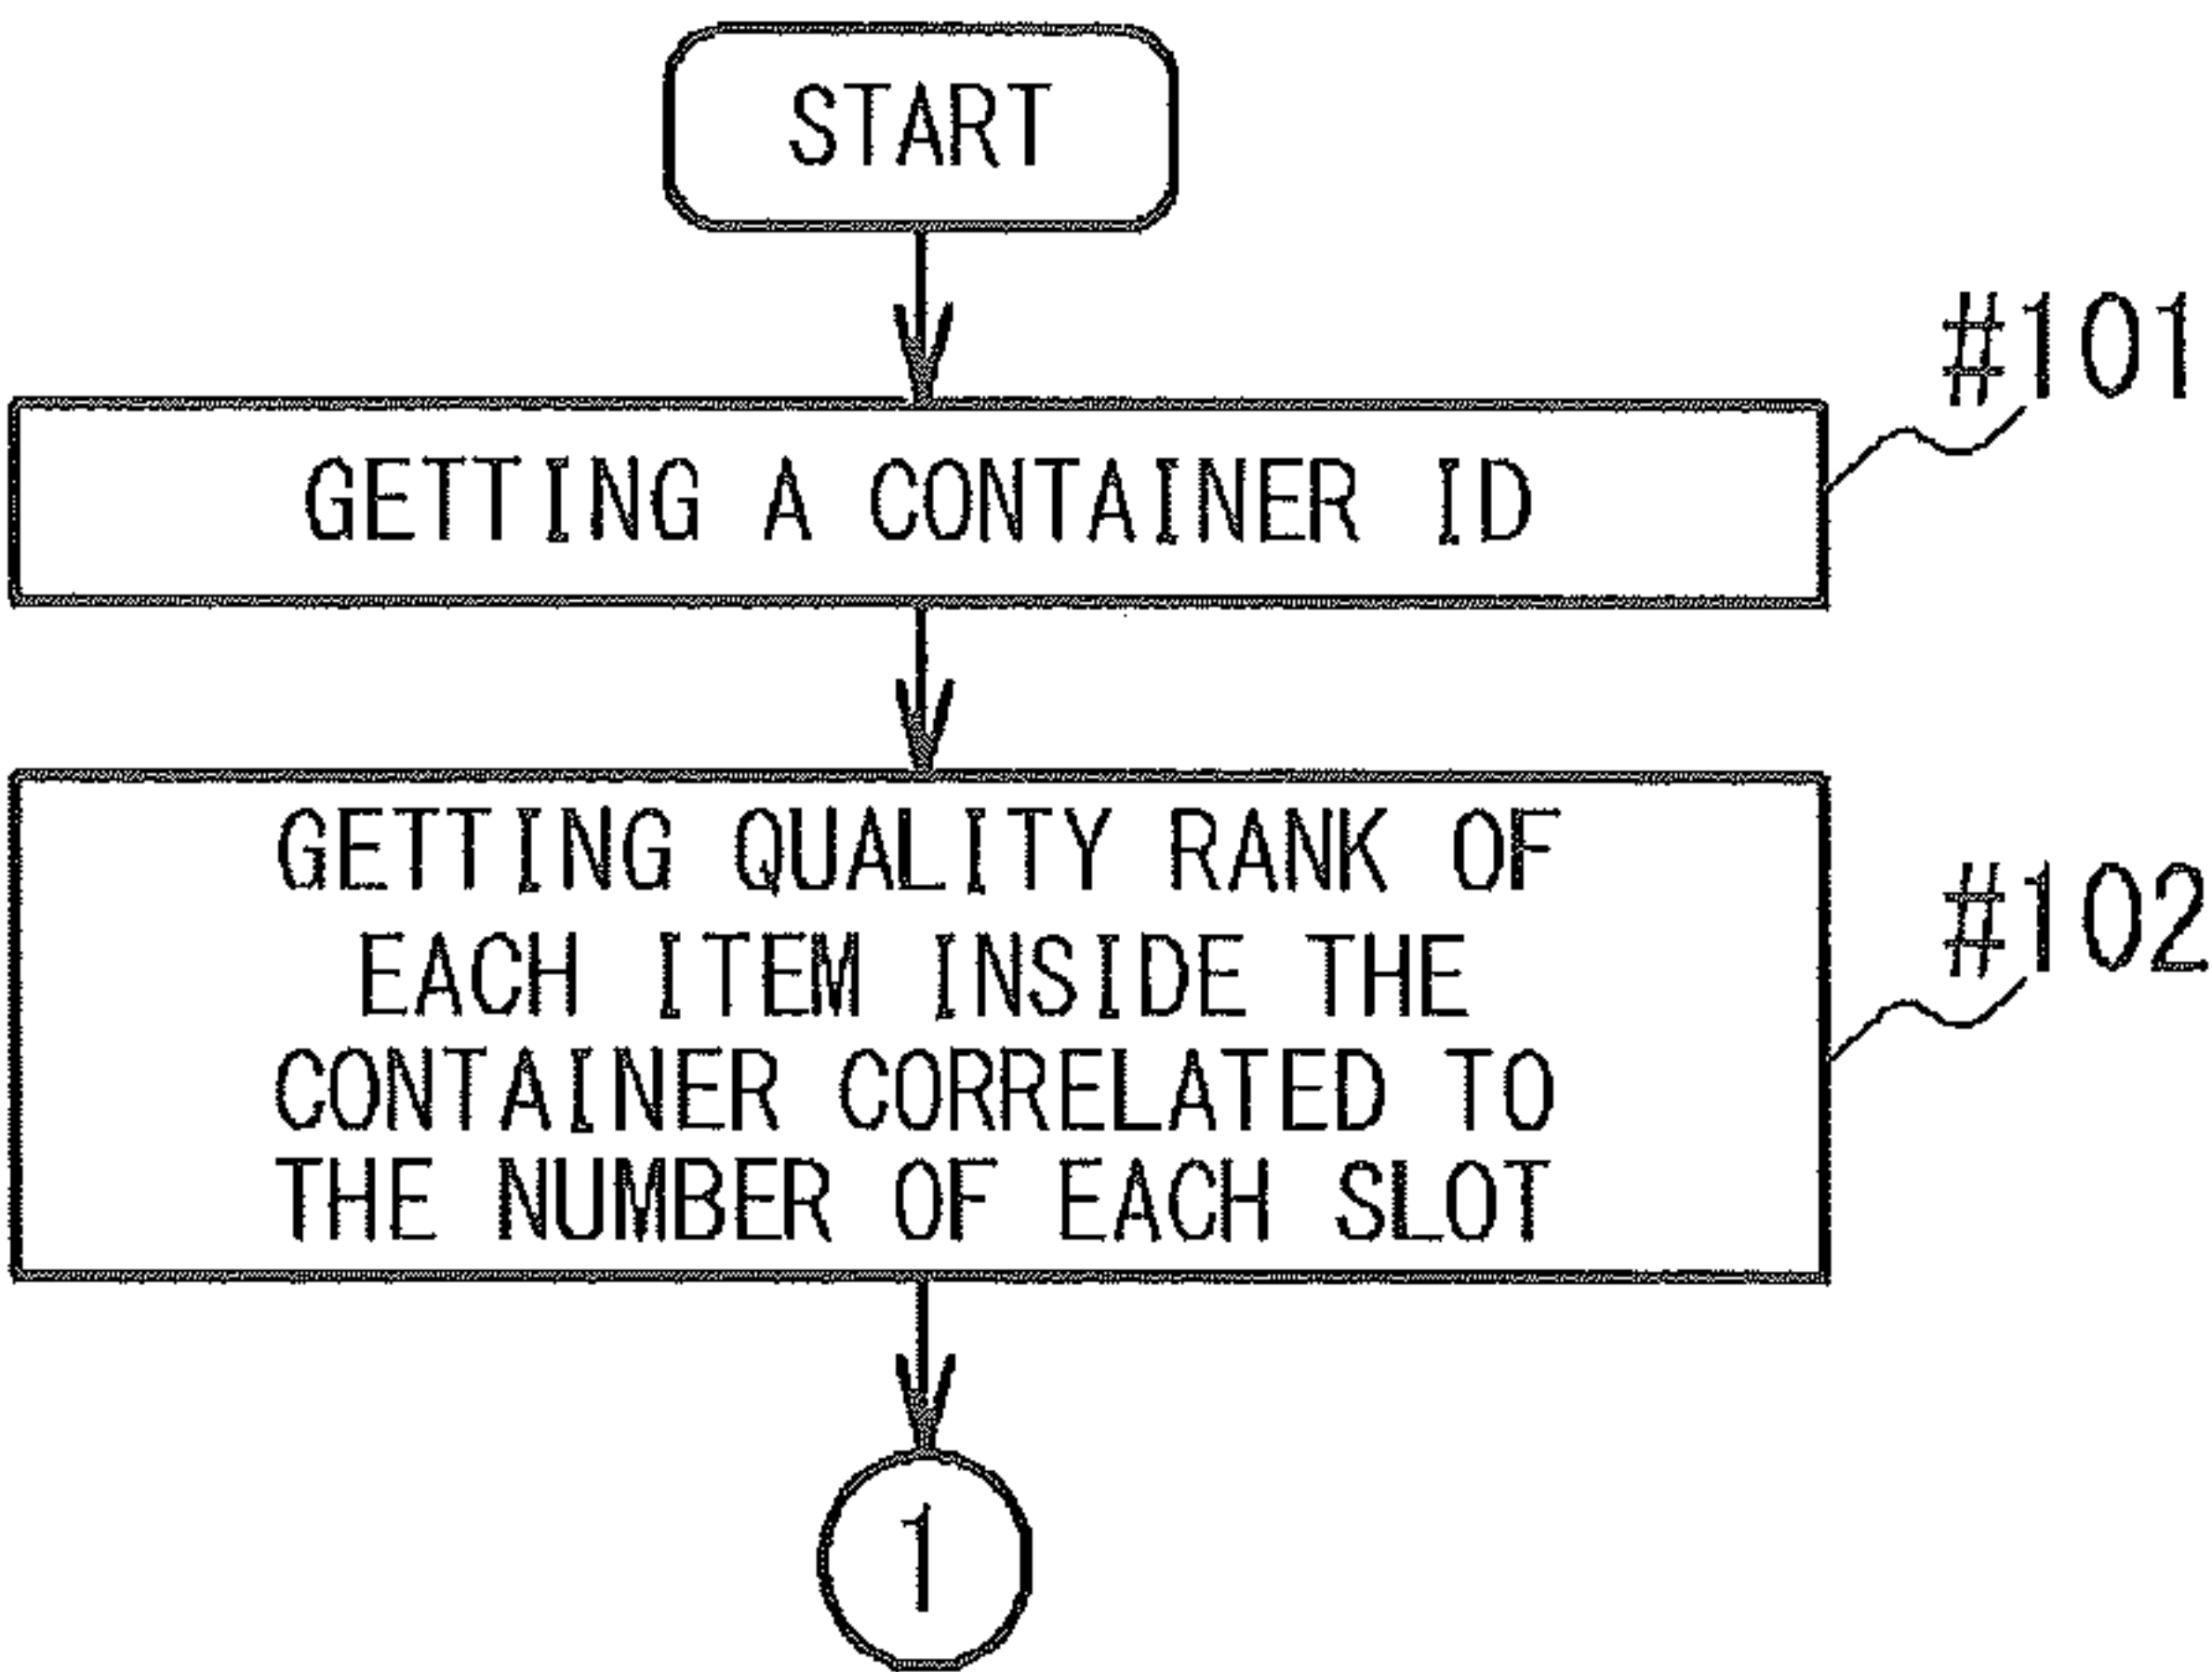 START
#101
GETTING A CONTAINER ID
GETTING QUALITY RANK OF
EACH ITEM INSIDE THE
CONTAINER CORRELATED TO
THE NUMBER OF EACH SLOT
#102
1